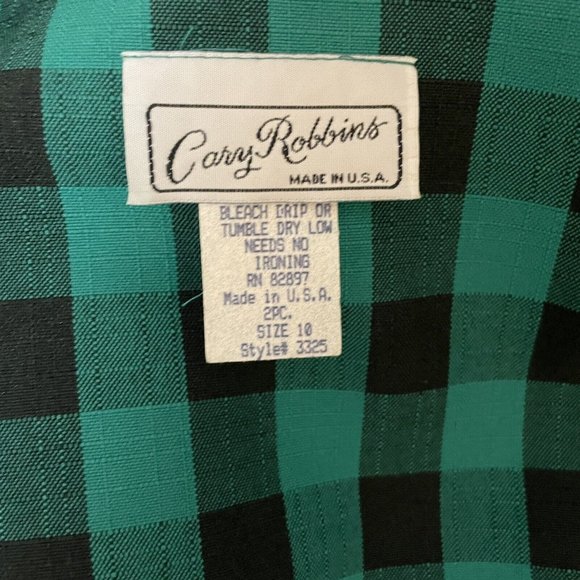 Cary Robbins
MADE IN U.S.A.
BLEACH DRIP OR
TUMBLE DRY LOW
NEEDS NO
IRONING
RN 82897
Made in U.S.A.
2PC.
SIZE 10
Style# 3325